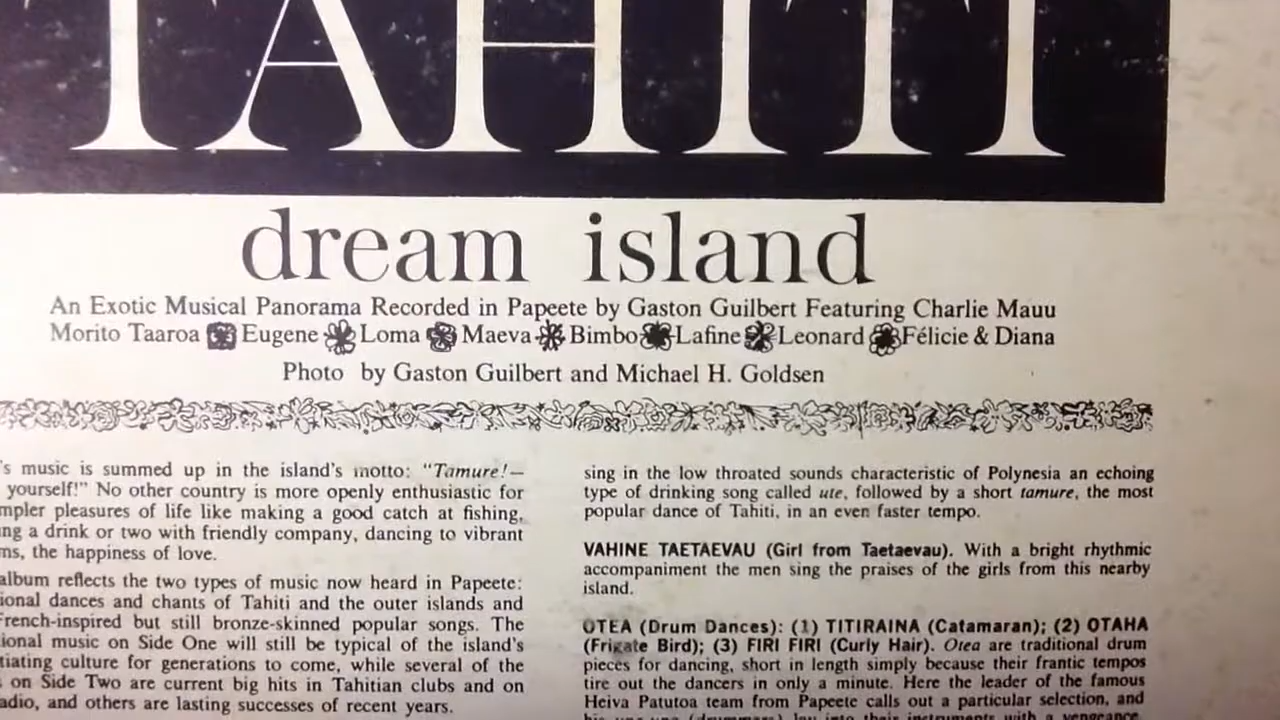 TAHITI
dream island
An Exotic Musical Panorama Recorded in Papeete by Gaston Guilbert Featuring Charlie Mauu
Morito Taaroa Eugene Loma Maeva Bimbo Lafine Leonard Félicie & Diana
Photo by Gaston Guilbert and Michael H. Goldsen
's music is summed up in the island's motto: "Tamure!—
yourself!" No other country is more openly enthusiastic for
mpler pleasures of life like making a good catch at fishing,
ng a drink or two with friendly company, dancing to vibrant
ms, the happiness of love.
album reflects the two types of music now heard in Papeete:
ional dances and chants of Tahiti and the outer islands and
French-inspired but still bronze-skinned popular songs. The
ional music on Side One will still be typical of the island's
tiating culture for generations to come, while several of the
on Side Two are current big hits in Tahitian clubs and on
adio, and others are lasting successes of recent years.
sing in the low throated sounds characteristic of Polynesia an echoing
type of drinking song called ute, followed by a short tamure, the most
popular dance of Tahiti, in an even faster tempo.
VAHINE TAETAEVAU (Girl from Taetaevau). With a bright rhythmic
accompaniment the men sing the praises of the girls from this nearby
island.
OTEA (Drum Dances): (1) TITIRAINA (Catamaran); (2) OTAHA
(Frigate Bird); (3) FIRI FIRI (Curly Hair). Otea are traditional drum
pieces for dancing, short in length simply because their frantic tempos
tire out the dancers in only a minute. Here the leader of the famous
Heiva Patutoa team from Papeete calls out a particular selection, and
(drummers) lay into their instruments with a vengeance.